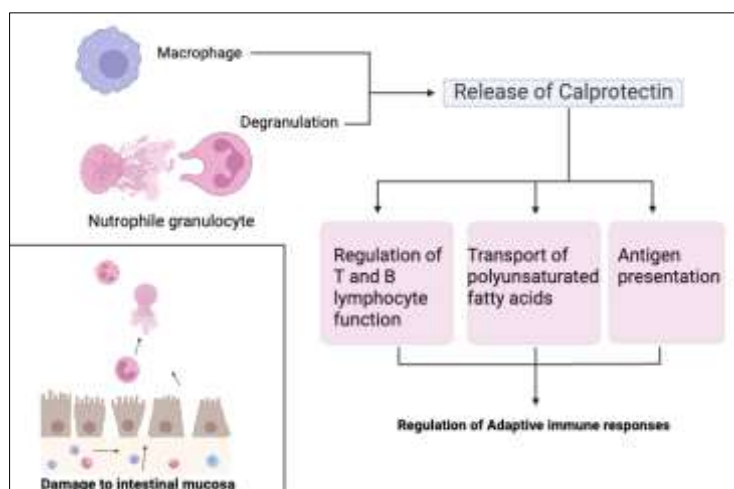 Macrophage
Release of Calprotectin
Degranulation
Nutrophile granulocyte
Regulation of
T and B
lymphocyte
function
Transport of
polyunsaturated
fatty acids
Antigen
presentation
Regulation of Adaptive immune responses
Damage to intestinal mucosa